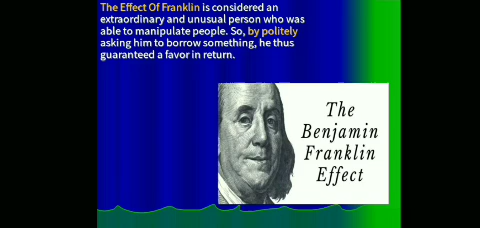 The Effect Of Franklin is considered an
extraordinary and unusual person who was
able to manipulate people. So, by politely
asking him to borrow something, he thus
guaranteed a favor in return.
The
Benjamin
Franklin
Effect